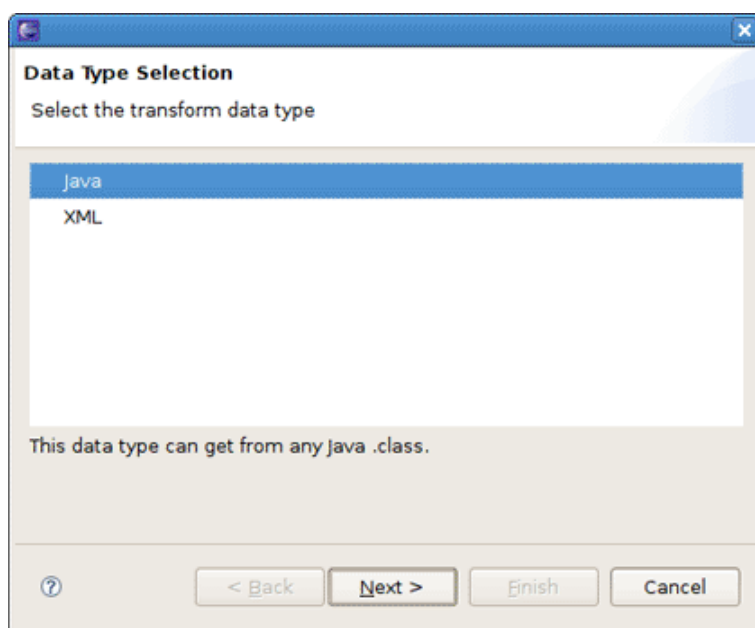 Data Type Selection
Select the transform data type
Java
XML
This data type can get from any Java .class.
< Back Next > Finish Cancel